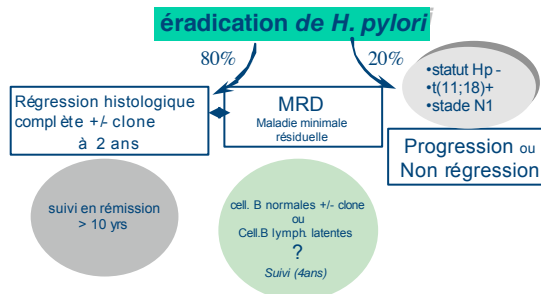 éradication de H. pylori
80%
20%
•statut Hp -
•t(11;18)+
•stade N1
Régression histologique
complète +/- clone
à 2 ans
MRD
Maladie minimale
résiduelle
Progression ou
Non régression
suivi en rémission
> 10 yrs
cell. B normales +/- clone
ou
Cell.B lymph. latentes
?
Suivi (4ans)